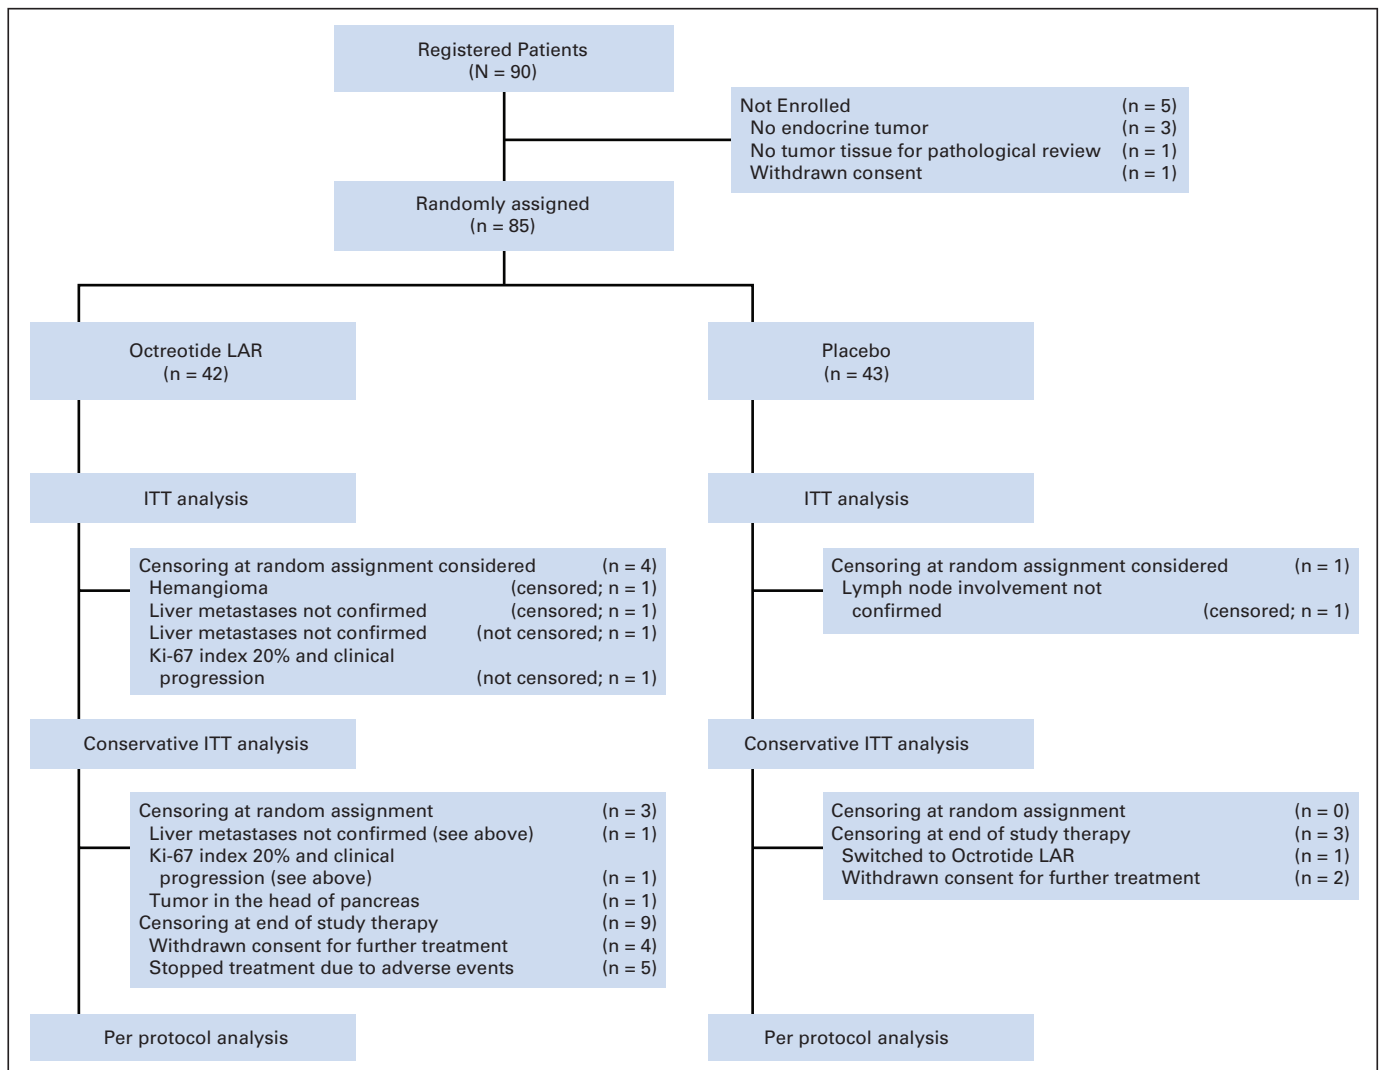 Registered Patients
(N = 90)
Not Enrolled (n = 5)
No endocrine tumor (n = 3)
No tumor tissue for pathological review (n = 1)
Withdrawn consent (n = 1)
Randomly assigned
(n = 85)
Octreotide LAR
(n = 42)
Placebo
(n = 43)
ITT analysis
ITT analysis
Censoring at random assignment considered (n = 4)
Hemangioma (censored; n = 1)
Liver metastases not confirmed (censored; n = 1)
Liver metastases not confirmed (not censored; n = 1)
Ki-67 index 20% and clinical
progression (not censored; n = 1)
Censoring at random assignment considered (n = 1)
Lymph node involvement not
confirmed (censored; n = 1)
Conservative ITT analysis
Conservative ITT analysis
Censoring at random assignment (n = 3)
Liver metastases not confirmed (see above) (n = 1)
Ki-67 index 20% and clinical
progression (see above) (n = 1)
Tumor in the head of pancreas (n = 1)
Censoring at end of study therapy (n = 9)
Withdrawn consent for further treatment (n = 4)
Stopped treatment due to adverse events (n = 5)
Censoring at random assignment (n = 0)
Censoring at end of study therapy (n = 3)
Switched to Octrotide LAR (n = 1)
Withdrawn consent for further treatment (n = 2)
Per protocol analysis
Per protocol analysis